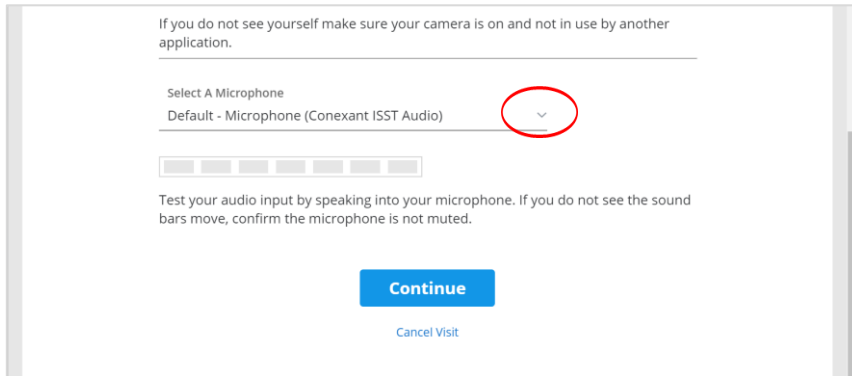 If you do not see yourself make sure your camera is on and not in use by another
application.
Select A Microphone
Default - Microphone (Conexant ISST Audio)
Test your audio input by speaking into your microphone. If you do not see the sound
bars move, confirm the microphone is not muted.
Continue
Cancel Visit